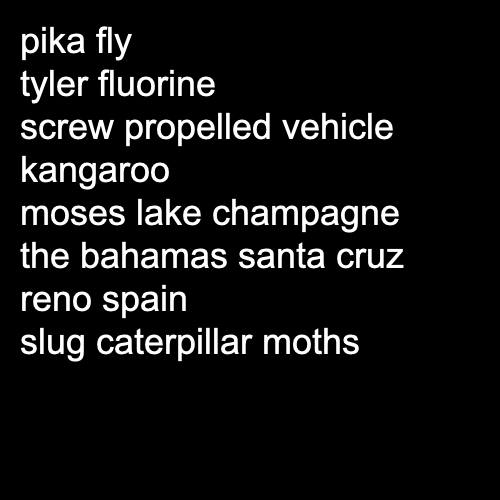 pika fly
tyler fluorine
screw propelled vehicle
kangaroo
moses lake champagne
the bahamas santa cruz
reno spain
slug caterpillar moths